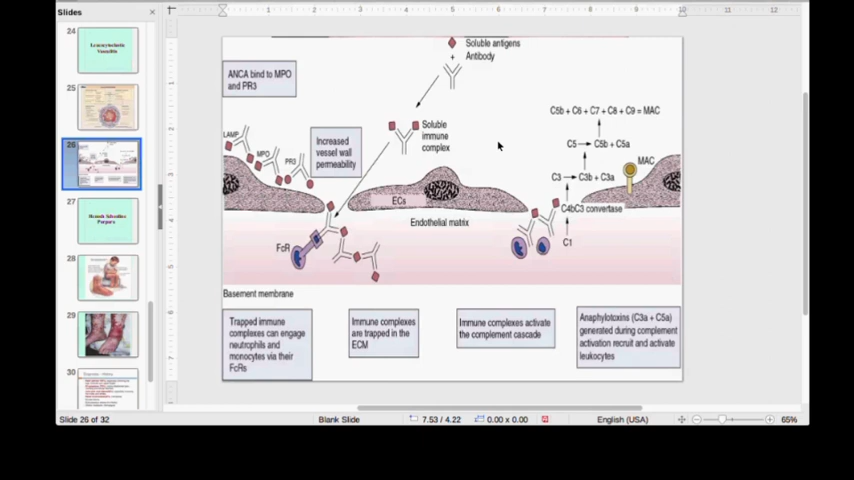 Slides
24
Leucocytoclastic
Vasculitis
25
26
27
Henoch Schonlein
Purpura
28
29
30
Soluble antigens
+
Antibody
ANCA bind to MPO
and PR3
LAMP
MPO
PR3
Increased
vessel wall
permeability
Soluble
immune
complex
C5b + C6 + C7 + C8 + C9 = MAC
C5
C5b + C5a
MAC
C3
C3b + C3a
ECs
C4bC3 convertase
Endothelial matrix
FcR
C1
Basement membrane
Trapped immune
complexes can engage
neutrophils and
monocytes via their
FcRs
Immune complexes
are trapped in the
ECM
Immune complexes activate
the complement cascade
Anaphylotoxins (C3a + C5a)
generated during complement
activation recruit and activate
leukocytes
Slide 26 of 32
Blank Slide
7.53 / 4.22
0.00 x 0.00
English (USA)
65%